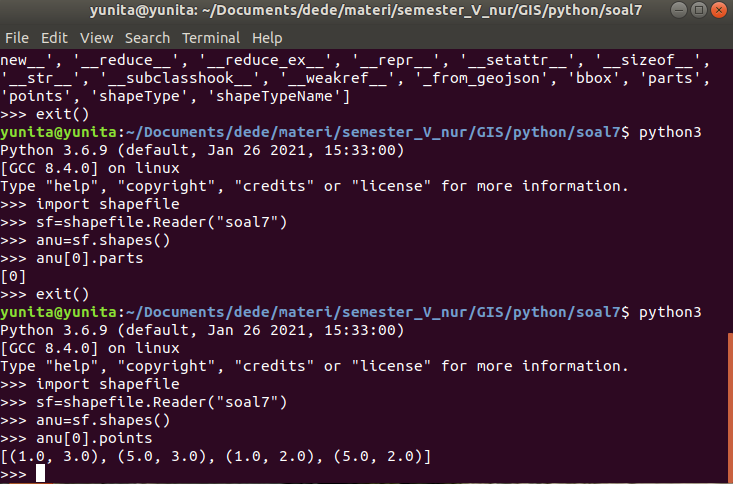 yunita@yunita: ~/Documents/dede/materi/semester_V_nur/GIS/python/soal7
File Edit View Search Terminal Help
new__', '__reduce__', '__reduce_ex__', '__repr__', '__setattr__', '__sizeof__',
'__str__', '__subclasshook__', '__weakref__', '_from_geojson', 'bbox', 'parts',
'points', 'shapeType', 'shapeTypeName']
>>> exit()
yunita@yunita:~/Documents/dede/materi/semester_V_nur/GIS/python/soal7$ python3
Python 3.6.9 (default, Jan 26 2021, 15:33:00)
[GCC 8.4.0] on linux
Type "help", "copyright", "credits" or "license" for more information.
>>> import shapefile
>>> sf=shapefile.Reader("soal7")
>>> anu=sf.shapes()
>>> anu[0].parts
[0]
>>> exit()
yunita@yunita:~/Documents/dede/materi/semester_V_nur/GIS/python/soal7$ python3
Python 3.6.9 (default, Jan 26 2021, 15:33:00)
[GCC 8.4.0] on linux
Type "help", "copyright", "credits" or "license" for more information.
>>> import shapefile
>>> sf=shapefile.Reader("soal7")
>>> anu=sf.shapes()
>>> anu[0].points
[(1.0, 3.0), (5.0, 3.0), (1.0, 2.0), (5.0, 2.0)]
>>>